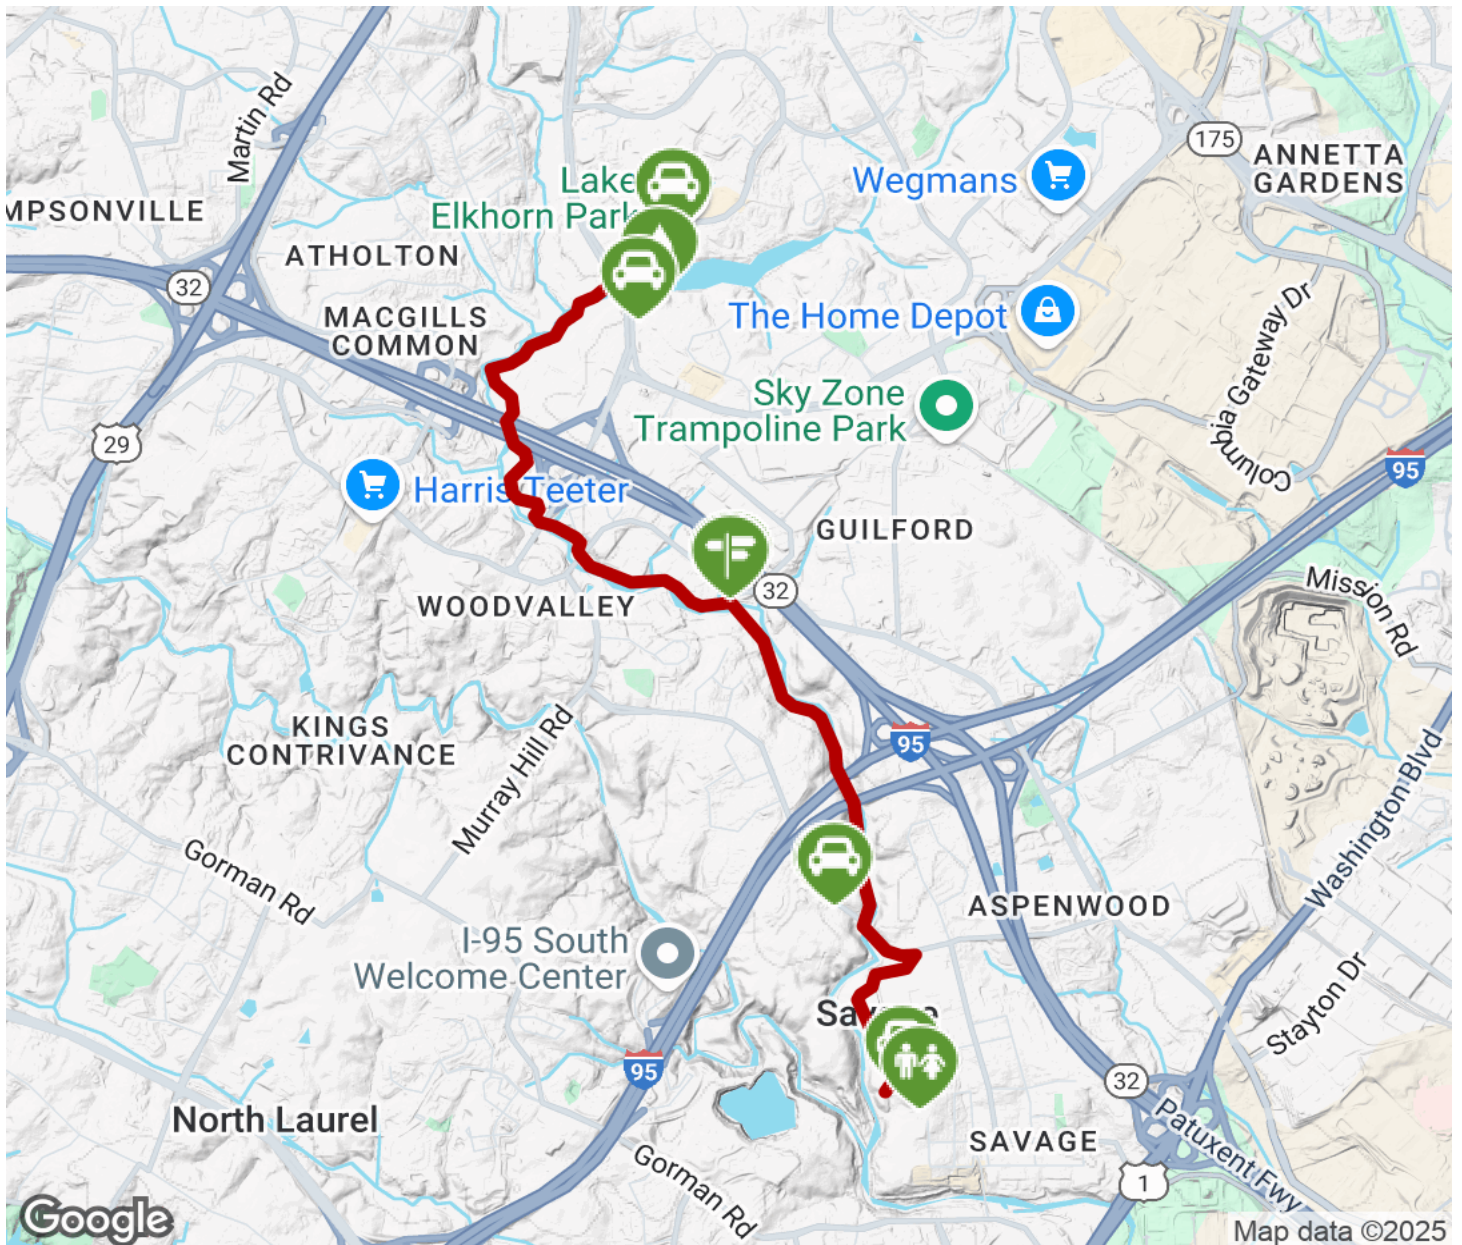 Martin Rd
175
ANNETTA
GARDENS
Lake
Elkhorn Park
Wegmans
MPSONVILLE
ATHOLTON
32
MACGILLS
COMMON
The Home Depot
Columbia Gateway Dr
Sky Zone
Trampoline Park
29
95
Harris Teeter
GUILFORD
32
Mission Rd
WOODVALLEY
KINGS
CONTRIVANCE
Murray Hill Rd
95
Washington Blvd
Gorman Rd
ASPENWOOD
I-95 South
Welcome Center
Stayton Dr
95
32
North Laurel
SAVAGE
Patuxent Fwy
1
Gorman Rd
Google
Map data ©2025